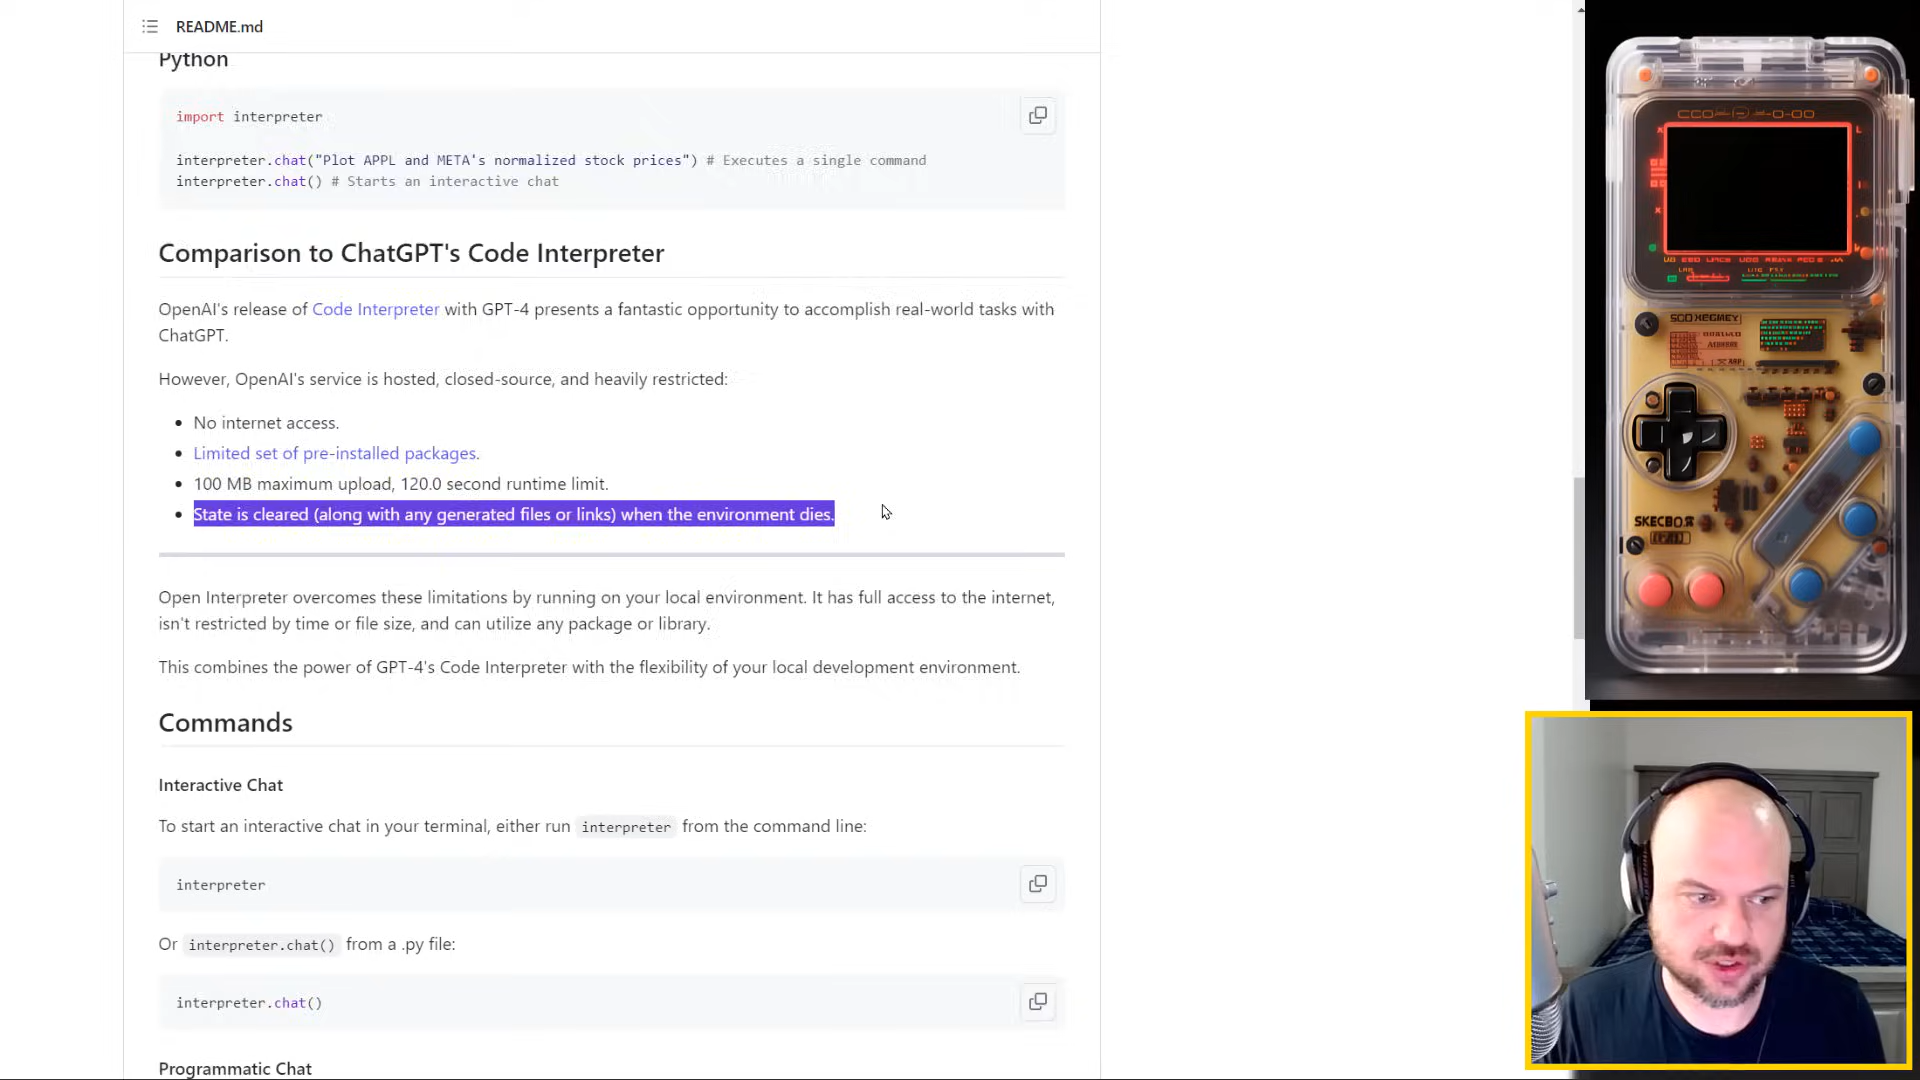 README.md
Python
import interpreter
interpreter.chat("Plot APPL and META's normalized stock prices") # Executes a single command
interpreter.chat() # Starts an interactive chat
Comparison to ChatGPT's Code Interpreter
OpenAI's release of Code Interpreter with GPT-4 presents a fantastic opportunity to accomplish real-world tasks with
ChatGPT.
However, OpenAI's service is hosted, closed-source, and heavily restricted:
No internet access.
Limited set of pre-installed packages.
100 MB maximum upload, 120.0 second runtime limit.
State is cleared (along with any generated files or links) when the environment dies.
Open Interpreter overcomes these limitations by running on your local environment. It has full access to the internet,
isn't restricted by time or file size, and can utilize any package or library.
This combines the power of GPT-4's Code Interpreter with the flexibility of your local development environment.
Commands
Interactive Chat
To start an interactive chat in your terminal, either run interpreter from the command line:
interpreter
Or interpreter.chat() from a .py file:
interpreter.chat()
Programmatic Chat